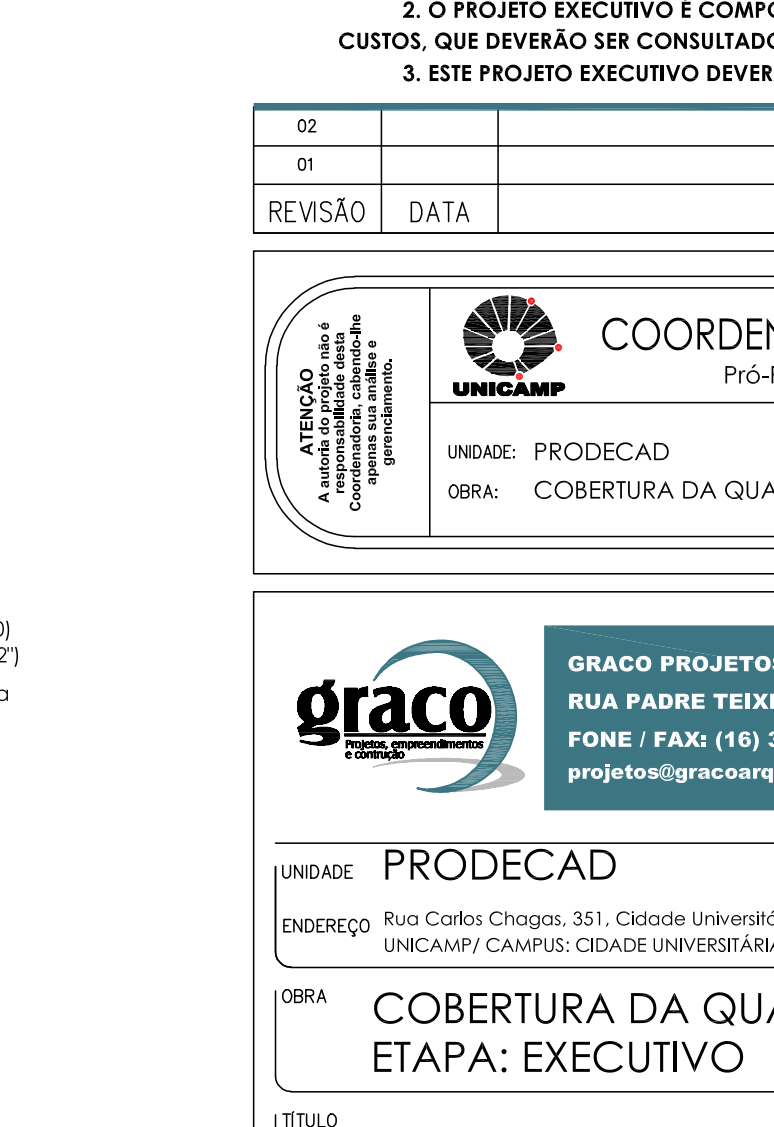 2. O PROJETO EXECUTIVO É COMPO
CUSTOS, QUE DEVERÃO SER CONSULTADO
3. ESTE PROJETO EXECUTIVO DEVER
02
01
REVISÃO DATA
ATENÇÃO
A autoria do projeto não é
responsabilidade desta
Coordenadoria, cabendo-lhe
apenas sua análise e
gerenciamento.
UNICAMP
COORDEN
Pró-
UNIDADE: PRODECAD
OBRA: COBERTURA DA QUA
0)
2")
a
graco
Projetos, empreendimentos
e contrução
GRACO PROJETOS
RUA PADRE TEIXE
FONE / FAX: (16) 3
projetos@gracoarq
UNIDADE PRODECAD
ENDEREÇO Rua Carlos Chagas, 351, Cidade Universitá
UNICAMP/ CAMPUS: CIDADE UNIVERSITÁRIA
OBRA COBERTURA DA QUA
ETAPA: EXECUTIVO
TÍTULO